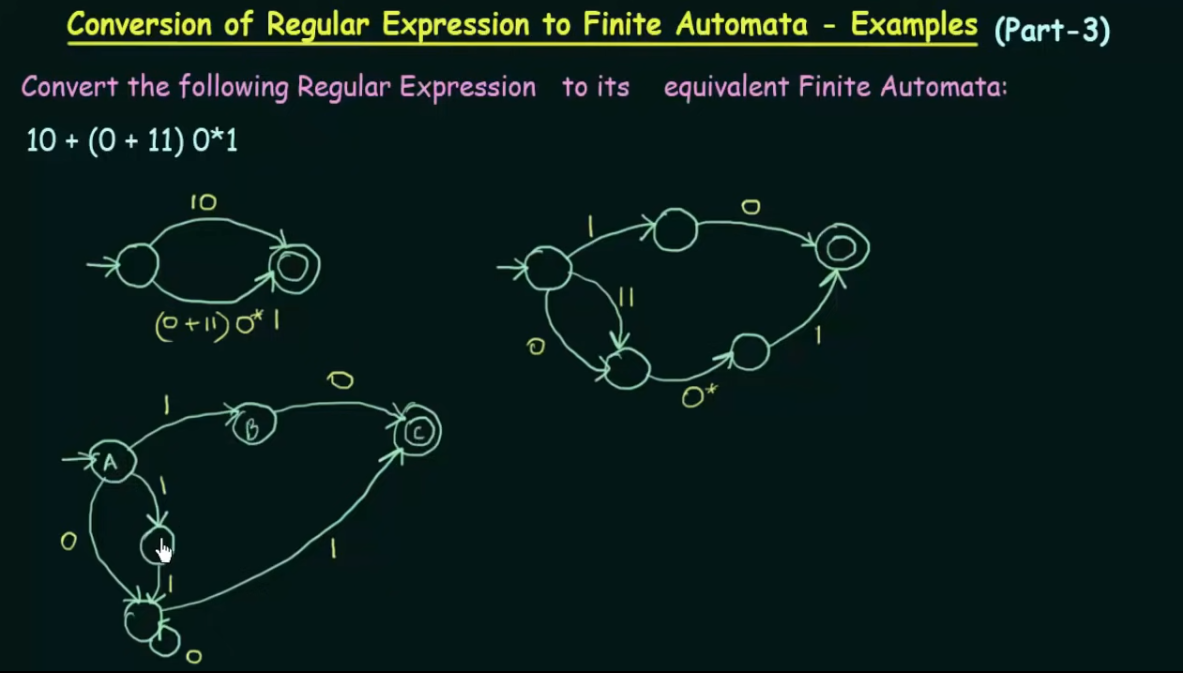 Conversion of Regular Expression to Finite Automata - Examples (Part-3)
Convert the following Regular Expression to its equivalent Finite Automata:
10 + (0 + 11) 0*1
10
(0+11) 0* 1
1
0
11
0
0*
1
1
0
A
B
C
1
0
1
1
0